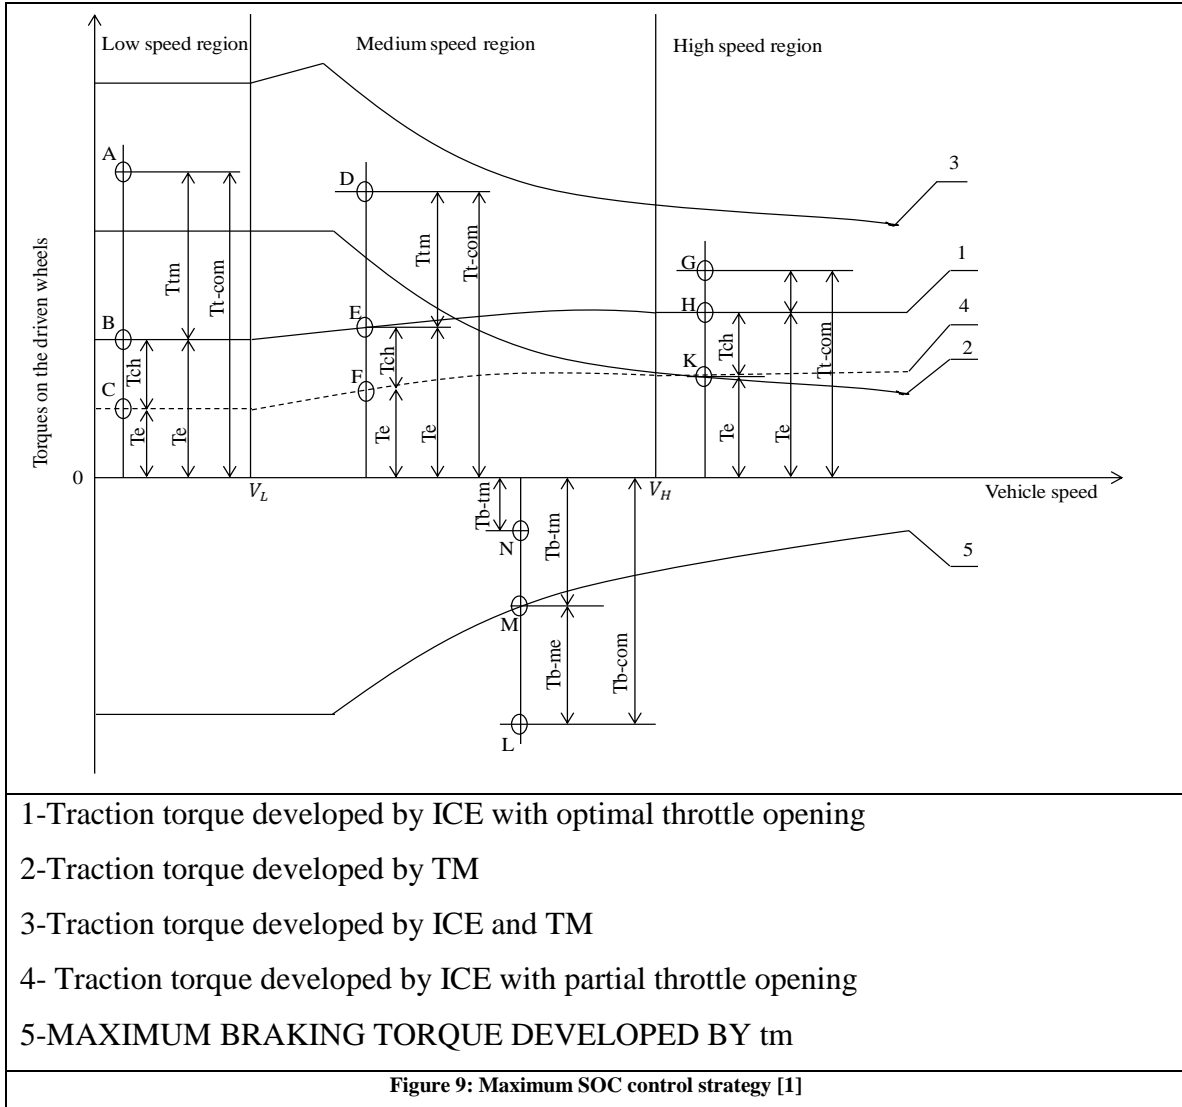 Low speed region
Medium speed region
High speed region
Torques on the driven wheels
A
B
C
Tch
Te
Te
Ttm
Tt-com
D
E
F
Tch
Te
Te
Ttm
Tt-com
G
H
K
Tch
Te
Te
Tt-com
3
1
4
2
0
V_L
V_H
Vehicle speed
Tb-tm
N
Tb-tm
M
Tb-me
Tb-com
L
5
1-Traction torque developed by ICE with optimal throttle opening
2-Traction torque developed by TM
3-Traction torque developed by ICE and TM
4- Traction torque developed by ICE with partial throttle opening
5-MAXIMUM BRAKING TORQUE DEVELOPED BY tm
Figure 9: Maximum SOC control strategy [1]